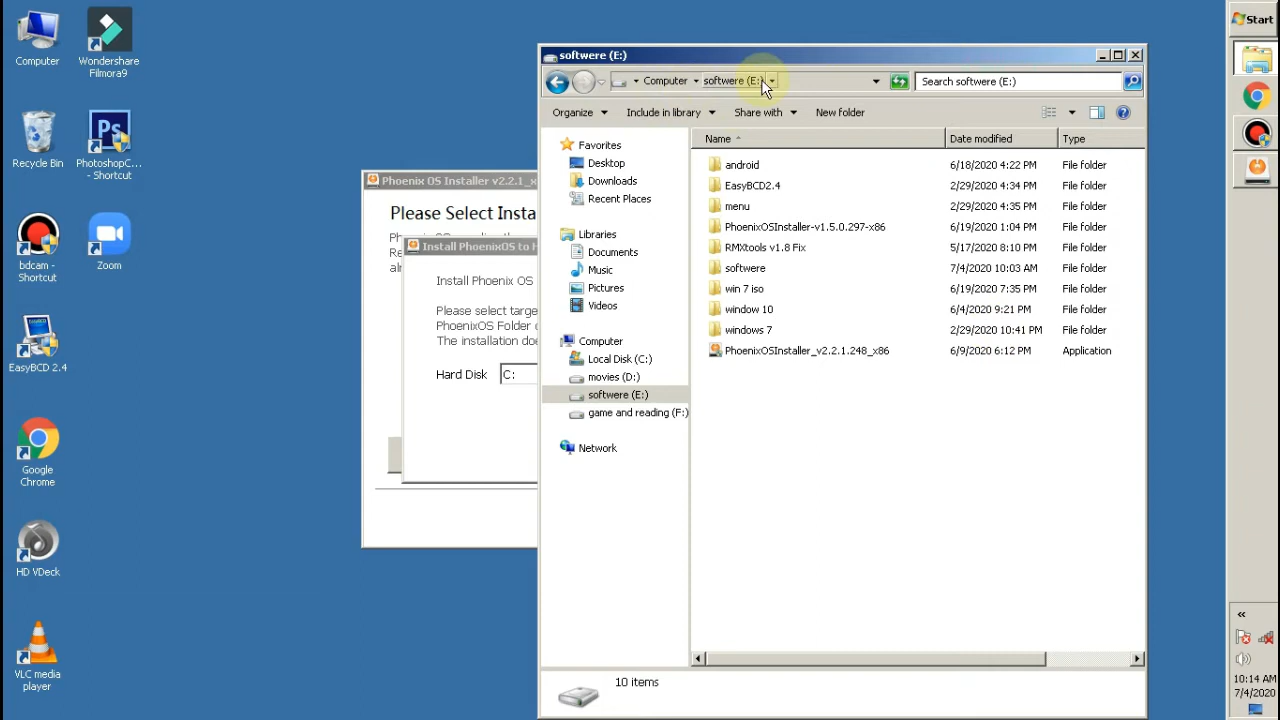 Computer
Wondershare
Filmora9
Recycle Bin
PhotoshopC...
- Shortcut
bdcam -
Shortcut
Zoom
EasyBCD 2.4
Google
Chrome
HD VDeck
VLC media
player
Phoenix OS Installer v2.2.1_x
Please Select Insta
Install PhoenixOS to H
Install Phoenix OS
Please select targe
PhoenixOS Folder
The installation doe
Hard Disk C:
softwere (E:)
Computer softwere (E:)
Search softwere (E:)
Organize Include in library Share with New folder
Favorites
Desktop
Downloads
Recent Places
Libraries
Documents
Music
Pictures
Videos
Computer
Local Disk (C:)
movies (D:)
softwere (E:)
game and reading (F:)
Network
Name Date modified Type
android 6/18/2020 4:22 PM File folder
EasyBCD2.4 2/29/2020 4:34 PM File folder
menu 2/29/2020 4:35 PM File folder
PhoenixOSInstaller-v1.5.0.297-x86 6/19/2020 1:04 PM File folder
RMXtools v1.8 Fix 5/17/2020 8:10 PM File folder
softwere 7/4/2020 10:03 AM File folder
win 7 iso 6/19/2020 7:35 PM File folder
window 10 6/4/2020 9:21 PM File folder
windows 7 2/29/2020 10:41 PM File folder
PhoenixOSInstaller_v2.2.1.248_x86 6/9/2020 6:12 PM Application
10 items
Start
10:14 AM
7/4/2020